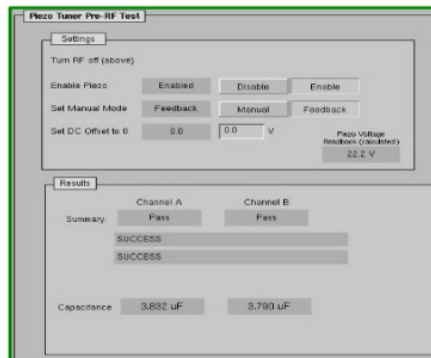 Piezo Tuner Pre-RF Test
Settings
Turn RF off (above)
Enable Piezo Enabled Disable Enable
Set Manual Mode Feedback Manual Feedback
Set DC Offset to 0 0.0 0.0 V
Piezo Voltage
Readback (calculated)
22.2 V
Results
Channel A Channel B
Summary: Pass Pass
SUCCESS
SUCCESS
Capacitance 3.832 uF 3.790 uF